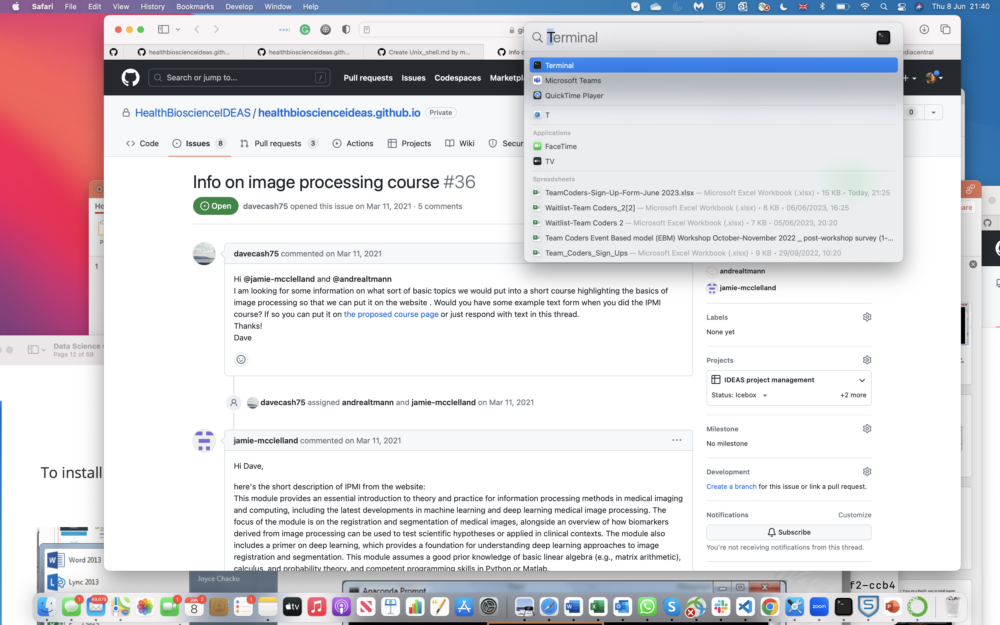 Safari File Edit View History Bookmarks Develop Window Help
Thu 8 Jun 21:40
gi
Terminal
healthbioscienceideas.gith...
healthbioscienceideas.gith...
Create Unix_shell.md by m...
Info
ediacentral
Search or jump to...
/
Pull requests Issues Codespaces Marketpl
Terminal
Microsoft Teams
QuickTime Player
T
Applications
FaceTime
TV
Spreadsheets
TeamCoders-Sign-Up-Form-June 2023.xlsx — Microsoft Excel Workbook (.xlsx) • 15 KB • Today, 21:25
Waitlist-Team Coders_2[2] — Microsoft Excel Workbook (.xlsx) • 8 KB • 06/06/2023, 16:25
Waitlist-Team Coders 2 — Microsoft Excel Workbook (.xlsx) • 7 KB • 05/06/2023, 20:20
Team Coders Event Based model (EBM) Workshop October-November 2022 _ post-workshop survey (1-...
Team_Coders_Sign_Ups — Microsoft Excel Workbook (.xlsx) • 9 KB • 29/09/2022, 10:20
HealthBioscienceIDEAS / healthbioscienceideas.github.io Private
0
Code
Issues 8
Pull requests 3
Actions
Projects
Wiki
Secur
Info on image processing course #36
Open davecash75 opened this issue on Mar 11, 2021 · 5 comments
Ho
are
P
1
davecash75 commented on Mar 11, 2021
Hi @jamie-mcclelland and @andrealtmann
I am looking for some information on what sort of basic topics we would put into a short course highlighting the basics of
image processing so that we can put it on the website . Would you have some example text form when you did the IPMI
course? If so you can put it on the proposed course page or just respond with text in this thread.
Thanks!
Dave
davecash75 assigned andrealtmann and jamie-mcclelland on Mar 11, 2021
jamie-mcclelland commented on Mar 11, 2021
Hi Dave,
here's the short description of IPMI from the website:
This module provides an essential introduction to theory and practice for information processing methods in medical imaging
and computing, including the latest developments in machine learning and deep learning medical image processing. The
focus of the module is on the registration and segmentation of medical images, alongside an overview of how biomarkers
derived from image processing can be used to test scientific hypotheses or applied in clinical contexts. The module also
includes a primer on deep learning, which provides a foundation for understanding deep learning approaches to image
registration and segmentation. This module assumes a good prior knowledge of basic linear algebra (e.g., matrix arithmetic),
calculus, and probability theory, and competent programming skills in Python or Matlab.
andrealtmann
jamie-mcclelland
Labels
None yet
Projects
IDEAS project management
Status: Icebox
+2 more
Milestone
No milestone
Development
Create a branch for this issue or link a pull request.
Notifications
Customize
Subscribe
You're not receiving notifications from this thread.
Data Science
Page 12 of 59
To install
Word 2013
Lync 2013
Joyce Chacko
Anaconda Prompt
f2-ccb4
• If you are a MacOS user, to install Jupyter
1
69,679
1
JUN 2
8
1
tv
zoom